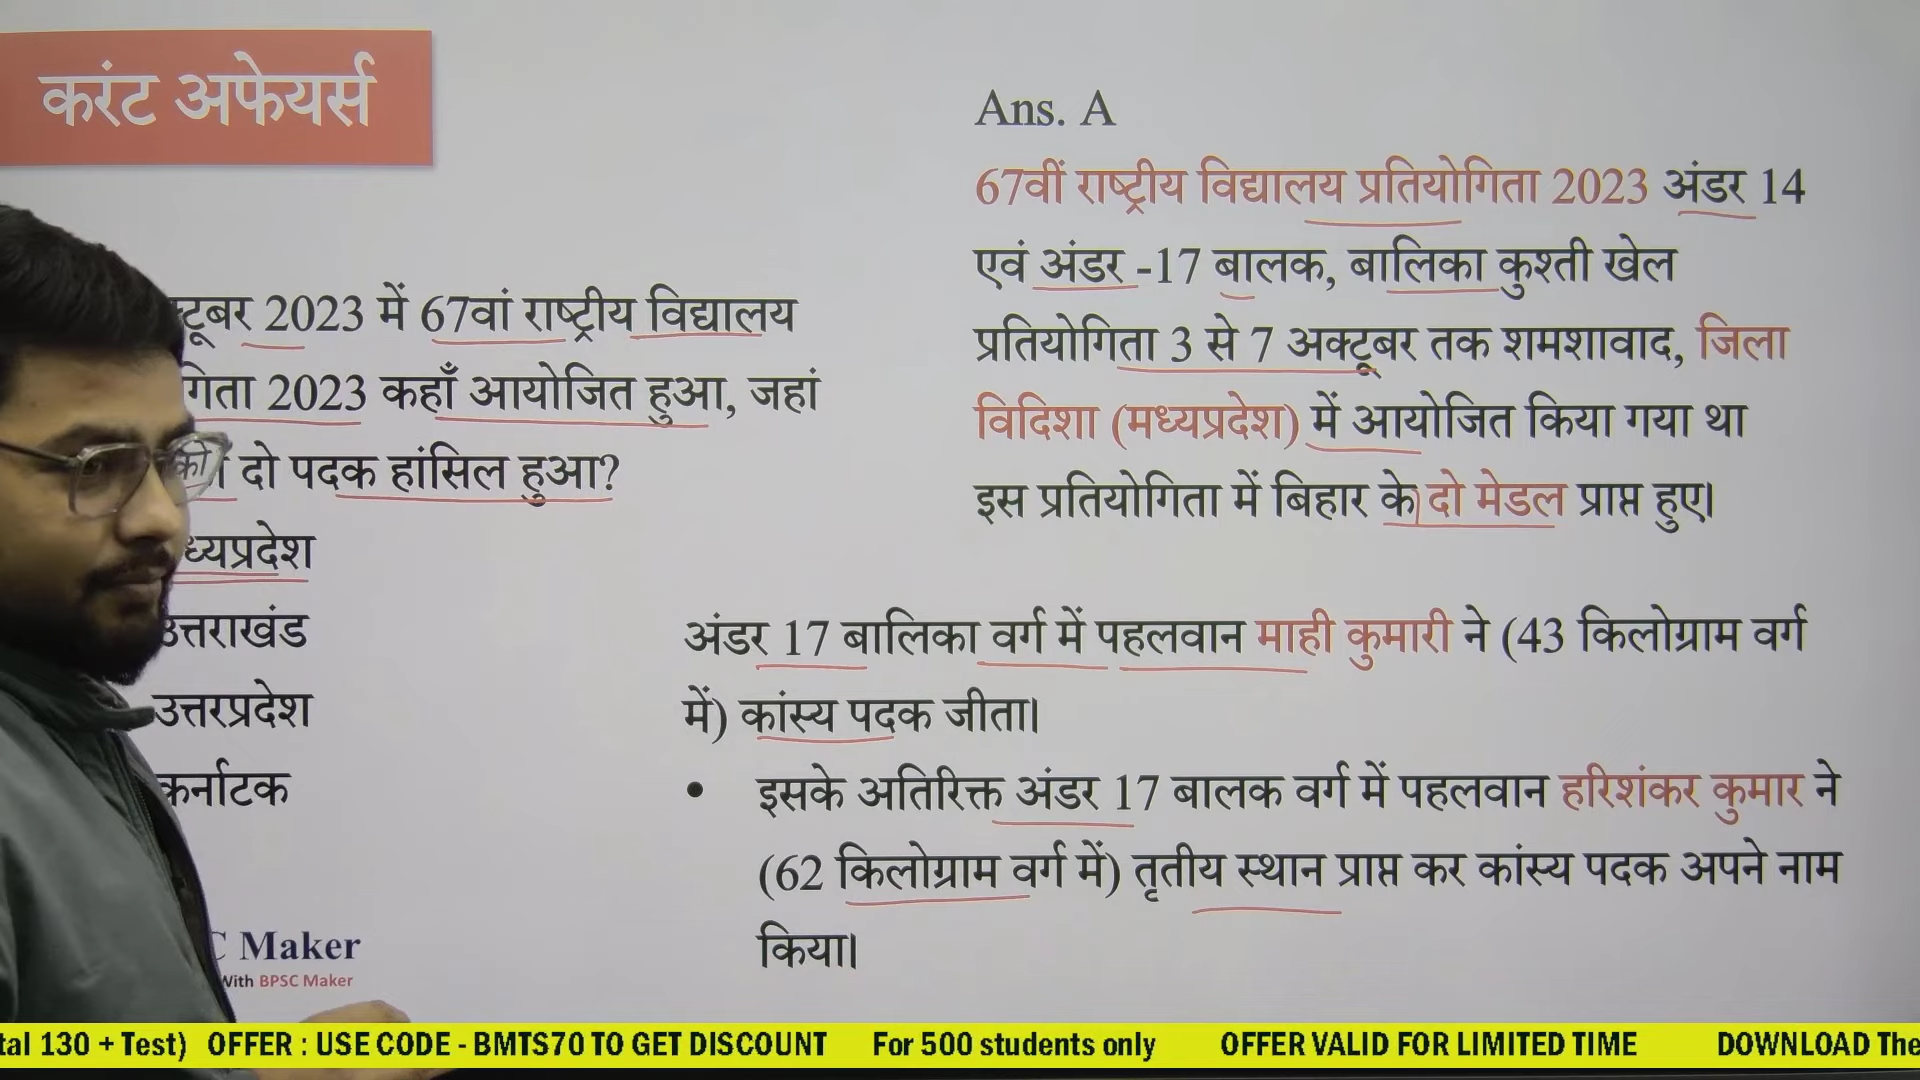 करंट अफेयर्स
2023 में 67वां राष्ट्रीय विद्यालय
2023 कहाँ आयोजित हुआ, जहां
दो पदक हांसिल हुआ?
उत्तराखंड
उत्तरप्रदेश
कर्नाटक
Ans. A
67वीं राष्ट्रीय विद्यालय प्रतियोगिता 2023 अंडर 14
एवं अंडर -17 बालक, बालिका कुश्ती खेल
प्रतियोगिता 3 से 7 अक्टूबर तक शमशावाद, जिला
विदिशा (मध्यप्रदेश) में आयोजित किया गया था
इस प्रतियोगिता में बिहार के दो मेडल प्राप्त हुए।
अंडर 17 बालिका वर्ग में पहलवान माही कुमारी ने (43 किलोग्राम वर्ग
में) कांस्य पदक जीता।
• इसके अतिरिक्त अंडर 17 बालक वर्ग में पहलवान हरिशंकर कुमार ने
(62 किलोग्राम वर्ग में) तृतीय स्थान प्राप्त कर कांस्य पदक अपने नाम
किया।
Maker
With BPSC Maker
130 + Test) OFFER : USE CODE - BMTS70 TO GET DISCOUNT For 500 students only OFFER VALID FOR LIMITED TIME DOWNLOAD The